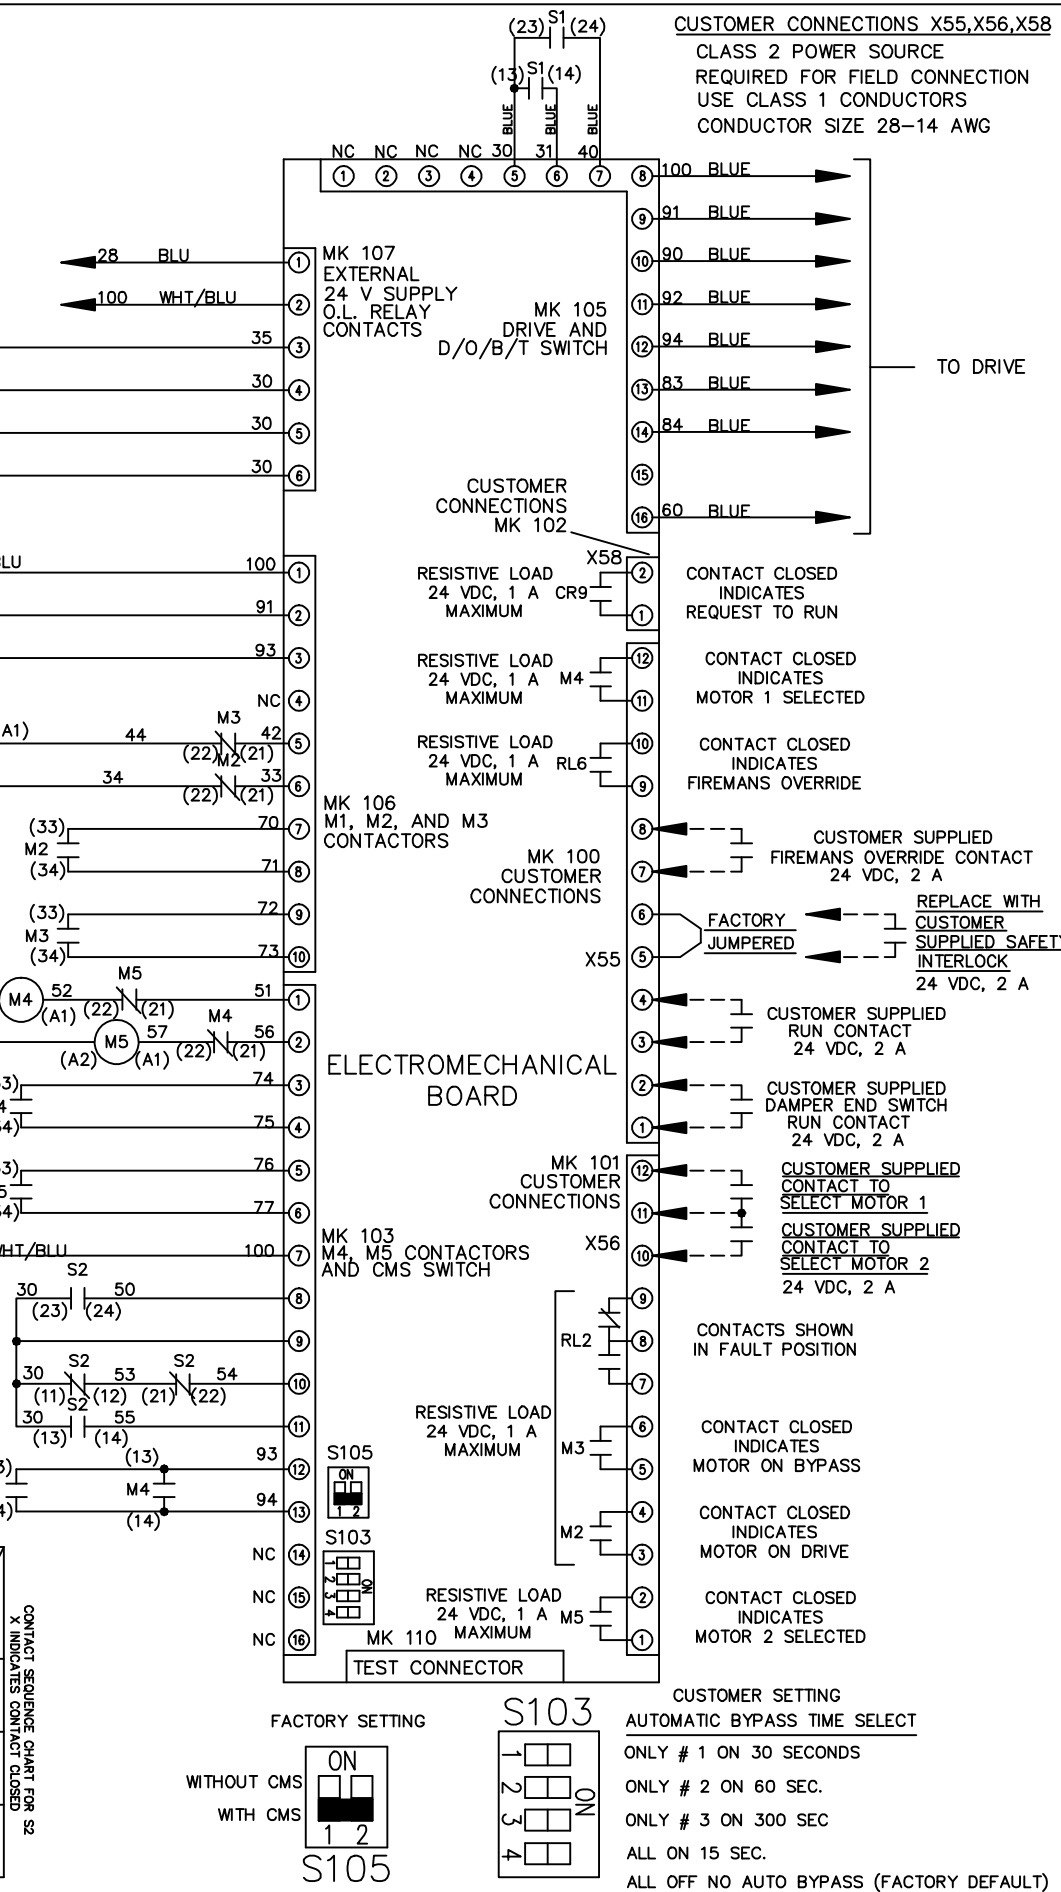 CUSTOMER CONNECTIONS X55,X56,X58
CLASS 2 POWER SOURCE
REQUIRED FOR FIELD CONNECTION
USE CLASS 1 CONDUCTORS
CONDUCTOR SIZE 28-14 AWG
S1
(23) (24)
S1
(13) (14)
BLUE BLUE BLUE
NC NC NC NC 30 31 40
1 2 3 4 5 6 7
8 100 BLUE
9 91 BLUE
10 90 BLUE
11 92 BLUE
12 94 BLUE
13 83 BLUE
14 84 BLUE
15
16 60 BLUE
TO DRIVE
MK 105
DRIVE AND
D/O/B/T SWITCH
28 BLU 1
100 WHT/BLU 2
35 3
30 4
30 5
30 6
MK 107
EXTERNAL
24 V SUPPLY
O.L. RELAY
CONTACTS
CUSTOMER
CONNECTIONS
MK 102
X58
RESISTIVE LOAD
24 VDC, 1 A
MAXIMUM
CR9
2
1
CONTACT CLOSED
INDICATES
REQUEST TO RUN
RESISTIVE LOAD
24 VDC, 1 A
MAXIMUM
M4
12
11
CONTACT CLOSED
INDICATES
MOTOR 1 SELECTED
RESISTIVE LOAD
24 VDC, 1 A
MAXIMUM
RL6
10
9
CONTACT CLOSED
INDICATES
FIREMANS OVERRIDE
LU 100 1
91 2
93 3
NC 4
A1) 44 M3 (22) (21) 42 5
34 M2 (22) (21) 33 6
(33) 70 7
M2
(34) 71 8
(33) 72 9
M3
(34) 73 10
MK 106
M1, M2, AND M3
CONTACTORS
MK 100
CUSTOMER
CONNECTIONS
X55
8
7
CUSTOMER SUPPLIED
FIREMANS OVERRIDE CONTACT
24 VDC, 2 A
6
5
FACTORY
JUMPERED
REPLACE WITH
CUSTOMER
SUPPLIED SAFETY
INTERLOCK
24 VDC, 2 A
4
3
CUSTOMER SUPPLIED
RUN CONTACT
24 VDC, 2 A
2
1
CUSTOMER SUPPLIED
DAMPER END SWITCH
RUN CONTACT
24 VDC, 2 A
M4 52 (A1) M5 (22) (21) 51 1
(A2) M5 57 (A1) M4 (22) (21) 56 2
3) 74 3
4
4) 75 4
3) 76 5
5
4) 77 6
WHT/BLU 100 7
ELECTROMECHANICAL
BOARD
MK 103
M4, M5 CONTACTORS
AND CMS SWITCH
MK 101
CUSTOMER
CONNECTIONS
X56
12
11
10
CUSTOMER SUPPLIED
CONTACT TO
SELECT MOTOR 1
CUSTOMER SUPPLIED
CONTACT TO
SELECT MOTOR 2
24 VDC, 2 A
30 S2 50 8
(23) (24)
9
30 S2 53 S2 54 10
(11) (12) (21) (22)
30 S2 55 11
(13) (14)
(13) 93 12
M4
(14) 94 13
NC 14
NC 15
NC 16
9
RL2 8
7
CONTACTS SHOWN
IN FAULT POSITION
RESISTIVE LOAD
24 VDC, 1 A
MAXIMUM
M3
6
5
CONTACT CLOSED
INDICATES
MOTOR ON BYPASS
M2
4
3
CONTACT CLOSED
INDICATES
MOTOR ON DRIVE
RESISTIVE LOAD
24 VDC, 1 A
MAXIMUM
M5
2
1
CONTACT CLOSED
INDICATES
MOTOR 2 SELECTED
S105
ON
1 2
S103
1
2
3
4
ON
MK 110
TEST CONNECTOR
CONTACT SEQUENCE CHART FOR S2
X INDICATES CONTACT CLOSED
FACTORY SETTING
ON
WITHOUT CMS
WITH CMS
1 2
S105
S103
1
2
3
4
ON
CUSTOMER SETTING
AUTOMATIC BYPASS TIME SELECT
ONLY # 1 ON 30 SECONDS
ONLY # 2 ON 60 SEC.
ONLY # 3 ON 300 SEC
ALL ON 15 SEC.
ALL OFF NO AUTO BYPASS (FACTORY DEFAULT)